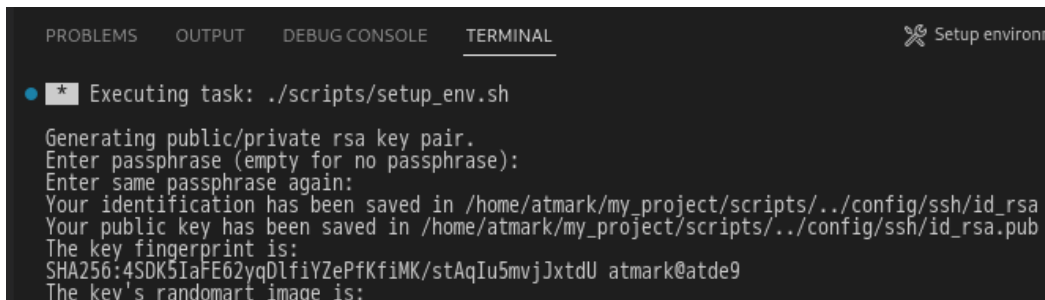 PROBLEMS OUTPUT DEBUG CONSOLE TERMINAL Setup environ
* Executing task: ./scripts/setup_env.sh
Generating public/private rsa key pair.
Enter passphrase (empty for no passphrase):
Enter same passphrase again:
Your identification has been saved in /home/atmark/my_project/scripts/../config/ssh/id_rsa
Your public key has been saved in /home/atmark/my_project/scripts/../config/ssh/id_rsa.pub
The key fingerprint is:
SHA256:4SDK5IaFE62yqDlfiYZePfKfiMK/stAqIu5mvjJxtdU atmark@atde9
The key's randomart image is: